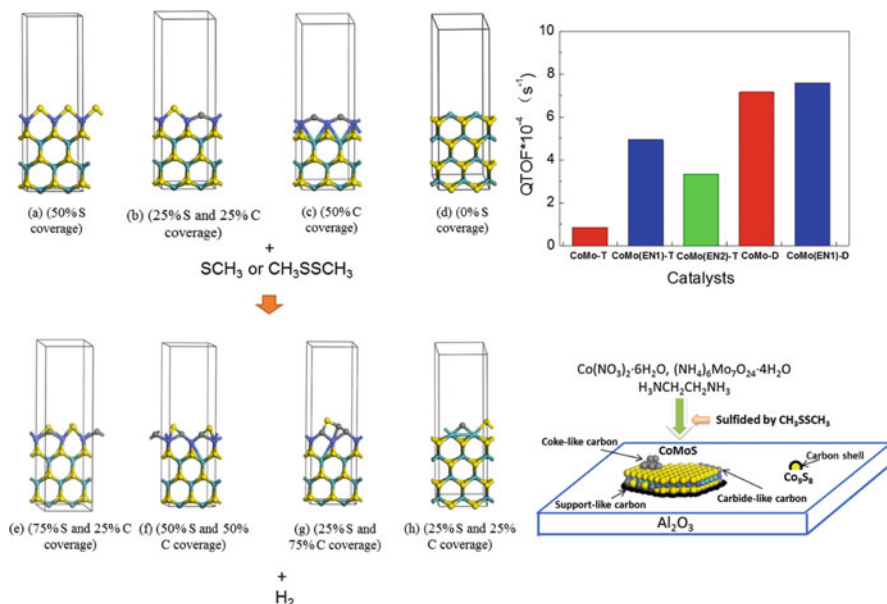 (a) (50% S
coverage)
(b) (25% S and 25% C
coverage)
(c) (50% C
coverage)
(d) (0% S
coverage)
+
SCH₃ or CH₃SSCH₃
(e) (75% S and 25% C
coverage)
(f) (50% S and 50%
C coverage)
(g) (25% S and
75% C coverage)
(h) (25% S and 25%
C coverage)
+
H₂
QTOF*10⁻⁴ (s⁻¹)
10
8
6
4
2
0
CoMo-T
CoMo(EN1)-T
CoMo(EN2)-T
CoMo-D
CoMo(EN1)-D
Catalysts
Co(NO₃)₂·6H₂O, (NH₄)₆Mo₇O₂₄·4H₂O
H₃NCH₂CH₂NH₃
Sulfided by CH₃SSCH₃
Coke-like carbon
CoMoS
Carbon shell
Co₉S₈
Support-like carbon
Carbide-like carbon
Al₂O₃